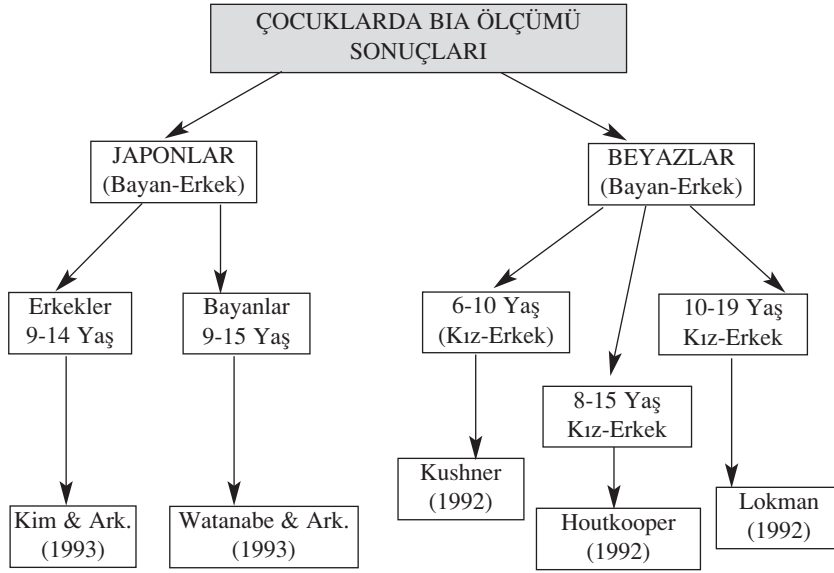 ÇOCUKLARDA BIA ÖLÇÜMÜ
SONUÇLARI
JAPONLAR
(Bayan-Erkek)
BEYAZLAR
(Bayan-Erkek)
Erkekler
9-14 Yaş
Bayanlar
9-15 Yaş
6-10 Yaş
(Kız-Erkek)
10-19 Yaş
Kız-Erkek
8-15 Yaş
Kız-Erkek
Kim & Ark.
(1993)
Watanabe & Ark.
(1993)
Kushner
(1992)
Houtkooper
(1992)
Lokman
(1992)